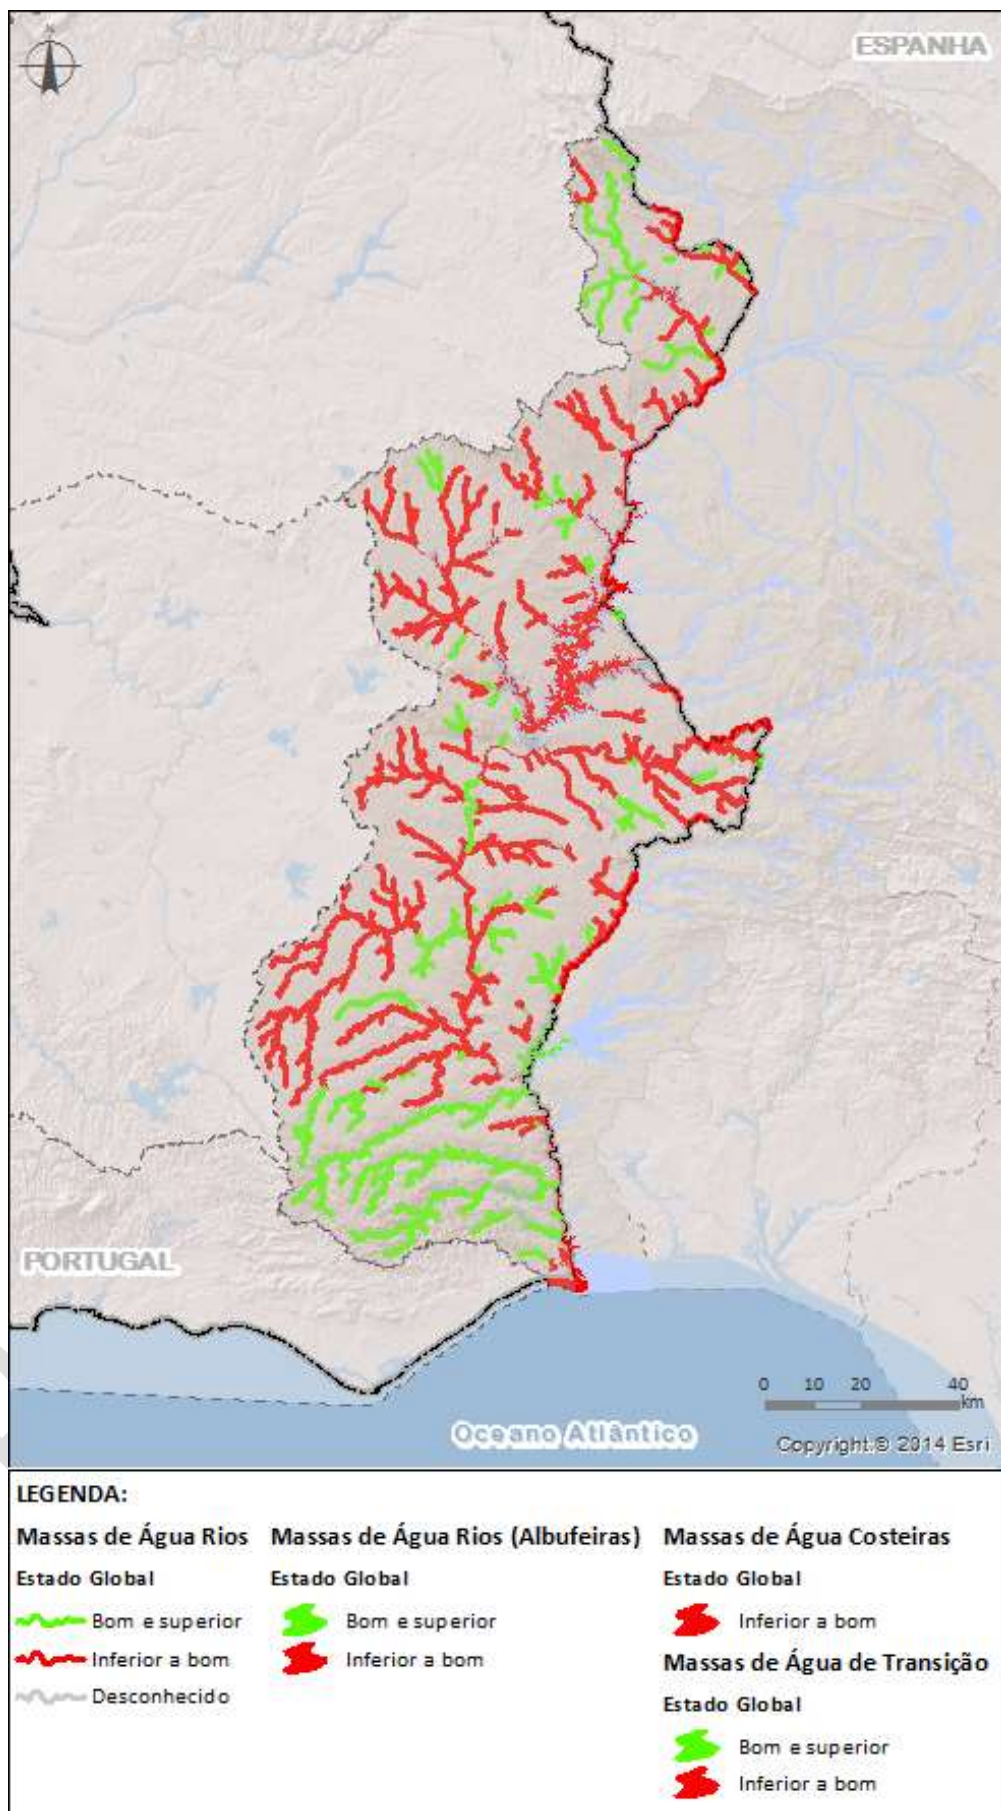 N
ESPANHA
PORTUGAL
0 10 20 40
km
Oceano Atlântico
Copyright:© 2014 Esri
LEGENDA:
Massas de Água Rios
Estado Global
Bom e superior
Inferior a bom
Desconhecido
Massas de Água Rios (Albufeiras)
Estado Global
Bom e superior
Inferior a bom
Massas de Água Costeiras
Estado Global
Inferior a bom
Massas de Água de Transição
Estado Global
Bom e superior
Inferior a bom